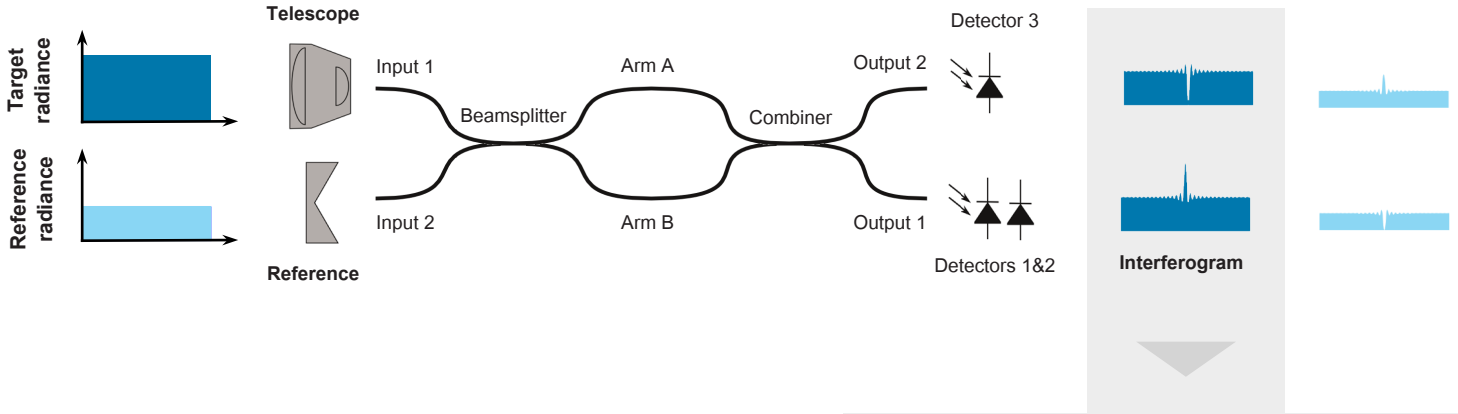 Telescope
Target
radiance
Input 1
Arm A
Output 2
Detector 3
Beamsplitter
Combiner
Reference
radiance
Input 2
Arm B
Output 1
Reference
Detectors 1&2
Interferogram